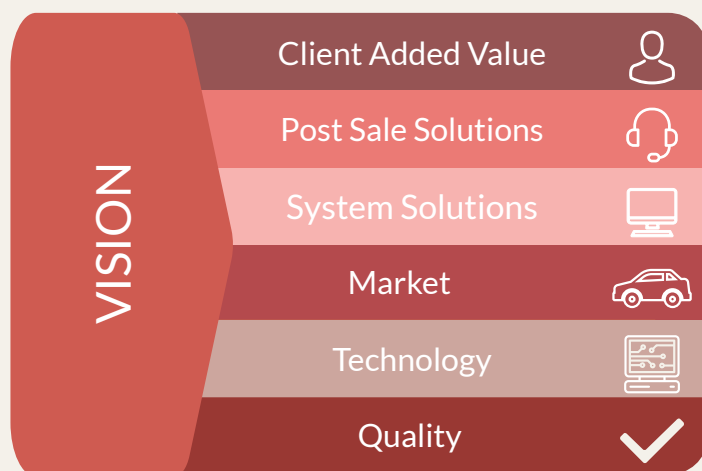 VISION
Client Added Value
Post Sale Solutions
System Solutions
Market
Technology
Quality